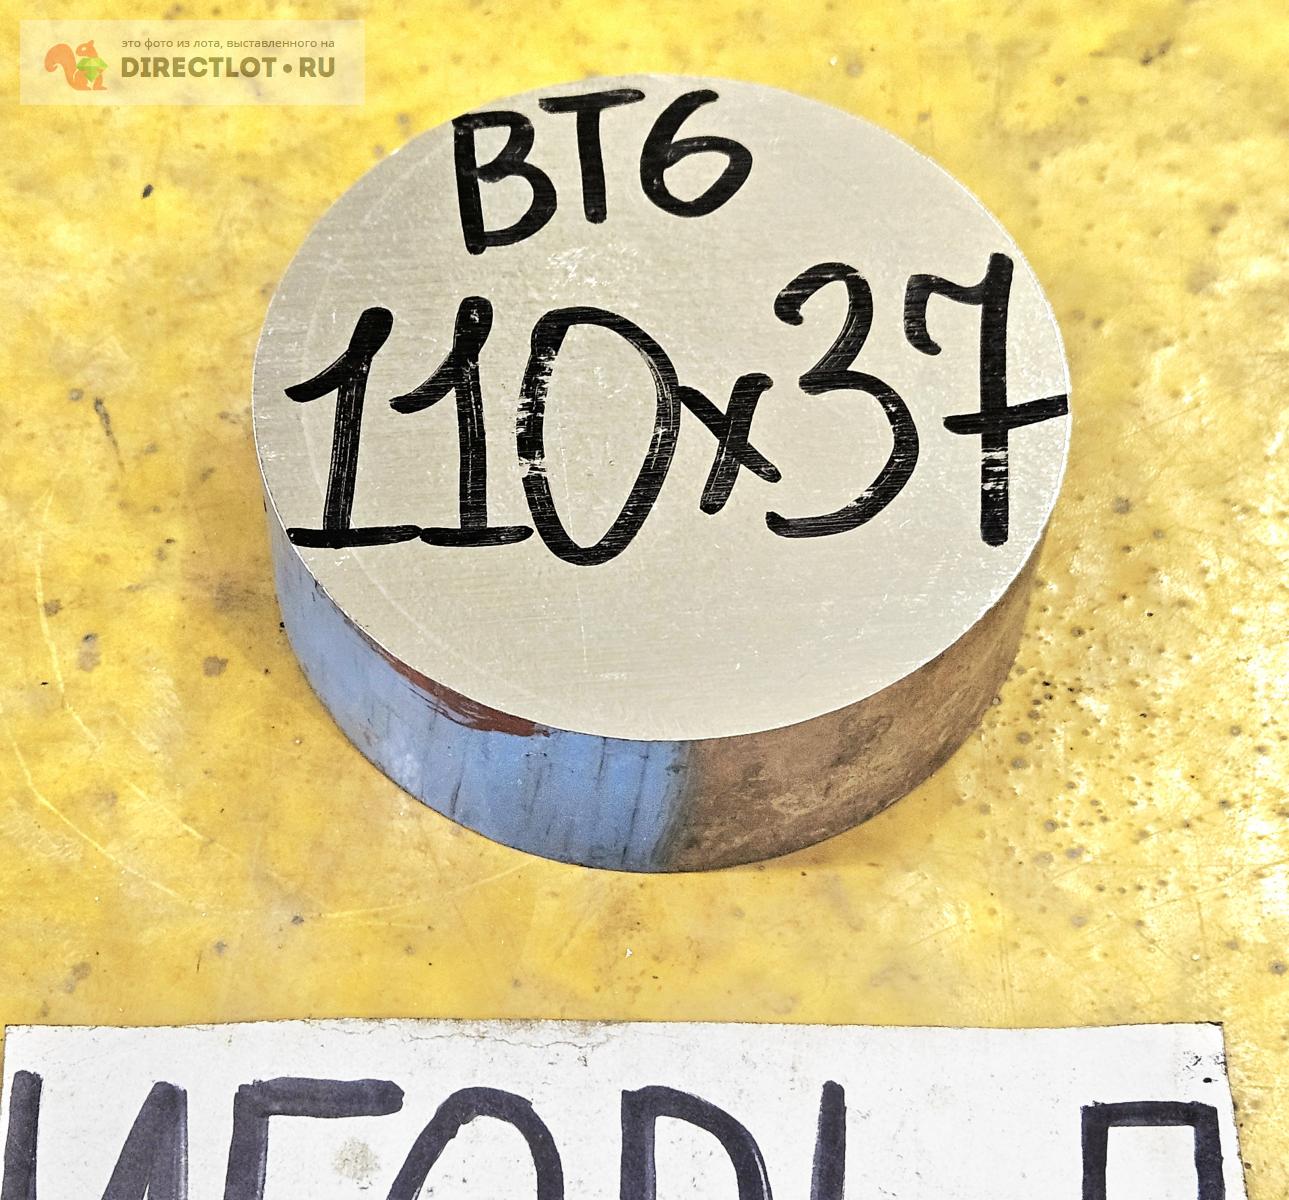 это фото из лота, выставленного на
DIRECTLOT•RU
ВТ6
110x37